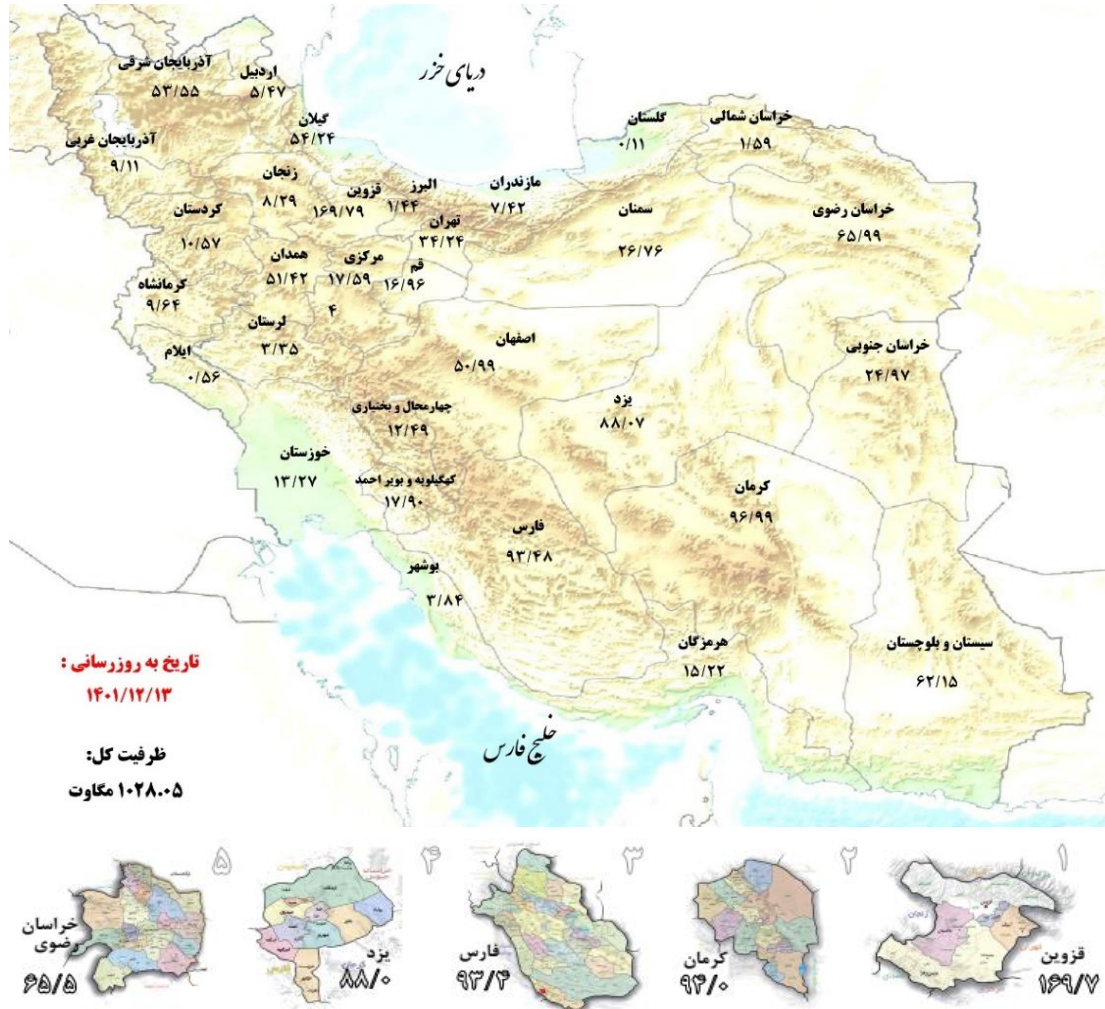 دریای خزر
آذربایجان شرقی
۵۳/۵۵
اردبیل
۵/۴۷
گیلان
۵۴/۲۴
گلستان
۰/۱۱
خراسان شمالی
۱/۵۹
آذربایجان غربی
۹/۱۱
زنجان
۸/۲۹
قزوین
۱۶۹/۷۹
البرز
۱/۴۴
مازندران
۷/۴۲
تهران
۳۴/۲۴
سمنان
۲۶/۷۶
خراسان رضوی
۶۵/۹۹
کردستان
۱۰/۵۷
همدان
۵۱/۴۲
مرکزی
۱۷/۵۹
قم
۱۶/۹۶
کرمانشاه
۹/۶۴
۴
لرستان
۳/۳۵
ایلام
۰/۵۶
اصفهان
۵۰/۹۹
خراسان جنوبی
۲۴/۹۷
یزد
۸۸/۰۷
چهارمحال و بختیاری
۱۲/۴۹
خوزستان
۱۳/۲۷
کهگیلویه و بویر احمد
۱۷/۹۰
کرمان
۹۶/۹۹
فارس
۹۳/۴۸
بوشهر
۳/۸۴
هرمزگان
۱۵/۲۲
سیستان و بلوچستان
۶۲/۱۵
خلیج فارس
تاریخ به روزرسانی :
۱۴۰۱/۱۲/۱۳
ظرفیت کل:
۱۰۲۸.۰۵ مگاوت
۱
قزوین
۱۶۹/۷
۲
کرمان
۹۴/۰
۳
فارس
۹۳/۴
۴
یزد
۸۸/۰
۵
خراسان
رضوی
۶۵/۵